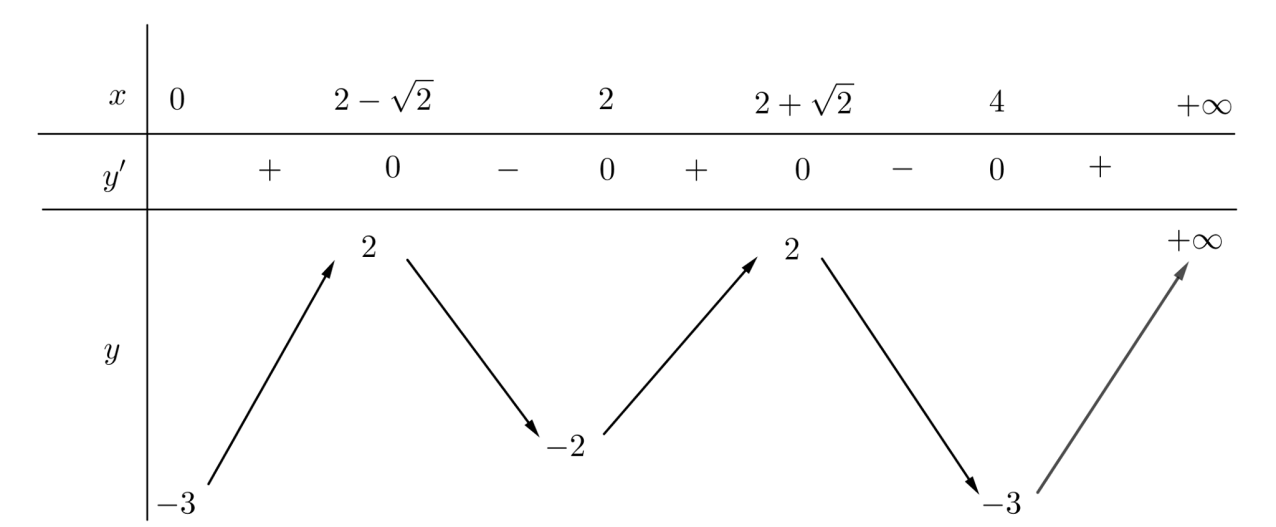 x 0 2 − √2 2 2 + √2 4 +∞
y′ + 0 − 0 + 0 − 0 +
2 2 +∞
y
−2
−3 −3